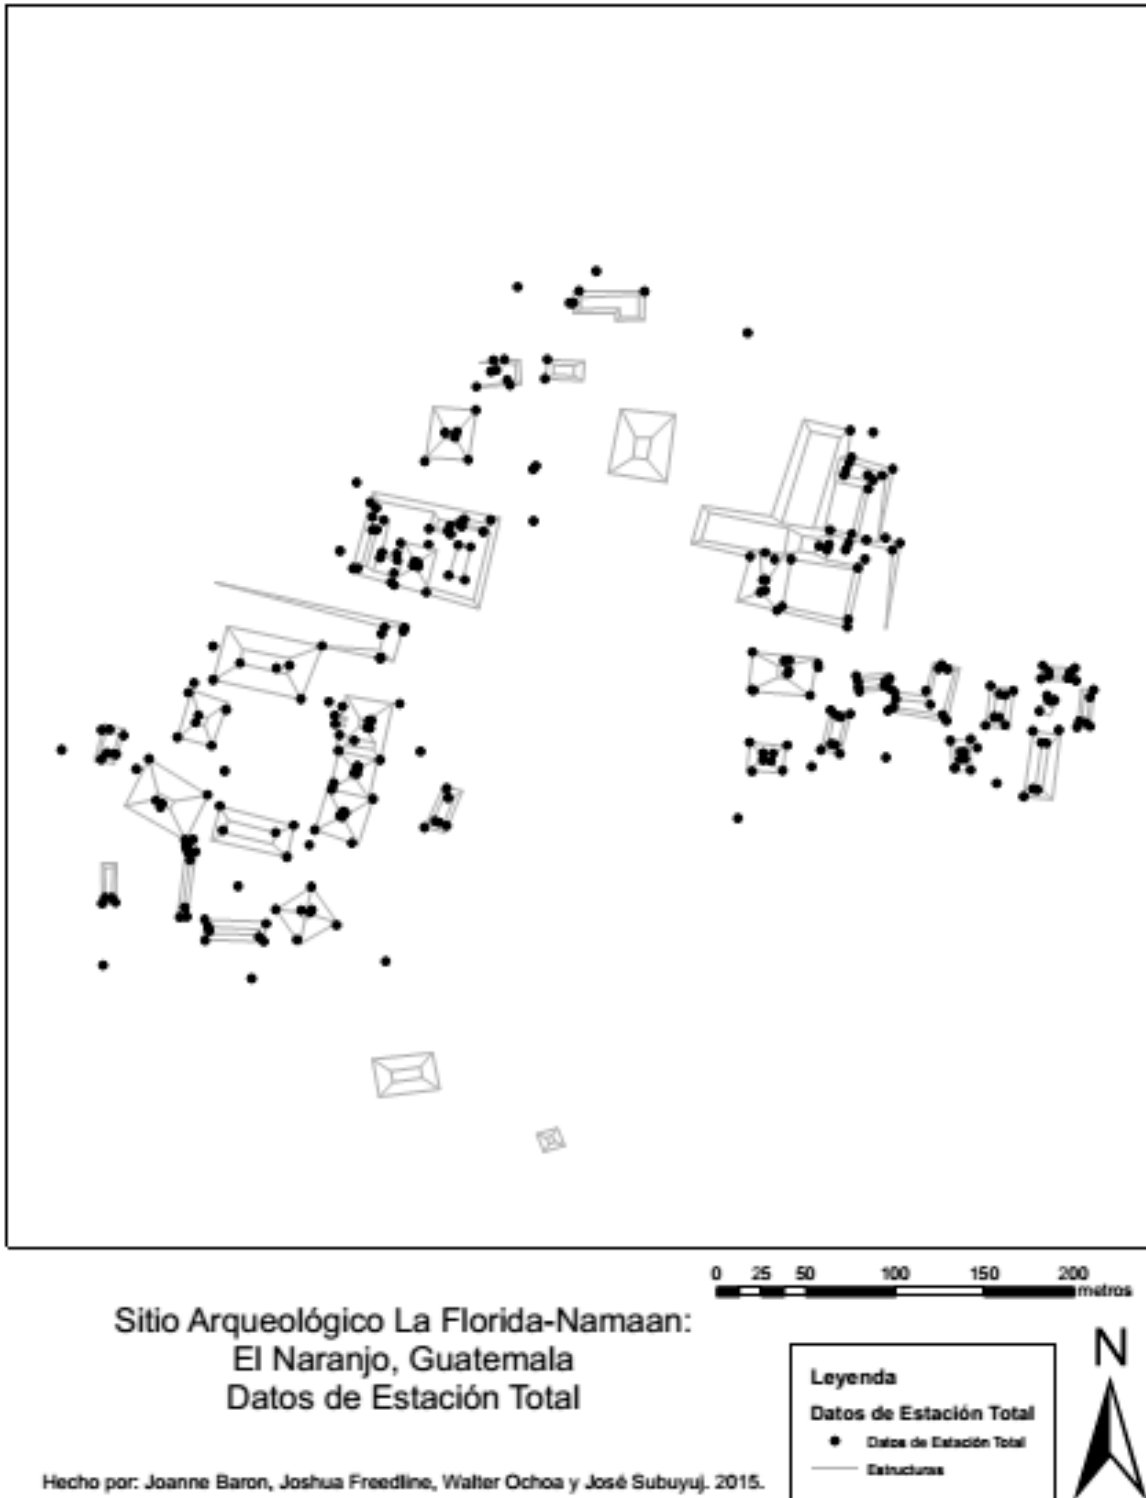 0 25 50 100 150 200
metros
Sitio Arqueológico La Florida-Namaan:
El Naranjo, Guatemala
Datos de Estación Total
N
Leyenda
Datos de Estación Total
Datos de Estación Total
Estructuras
Hecho por: Joanne Baron, Joshua Freedline, Walter Ochoa y José Subuyuj. 2015.